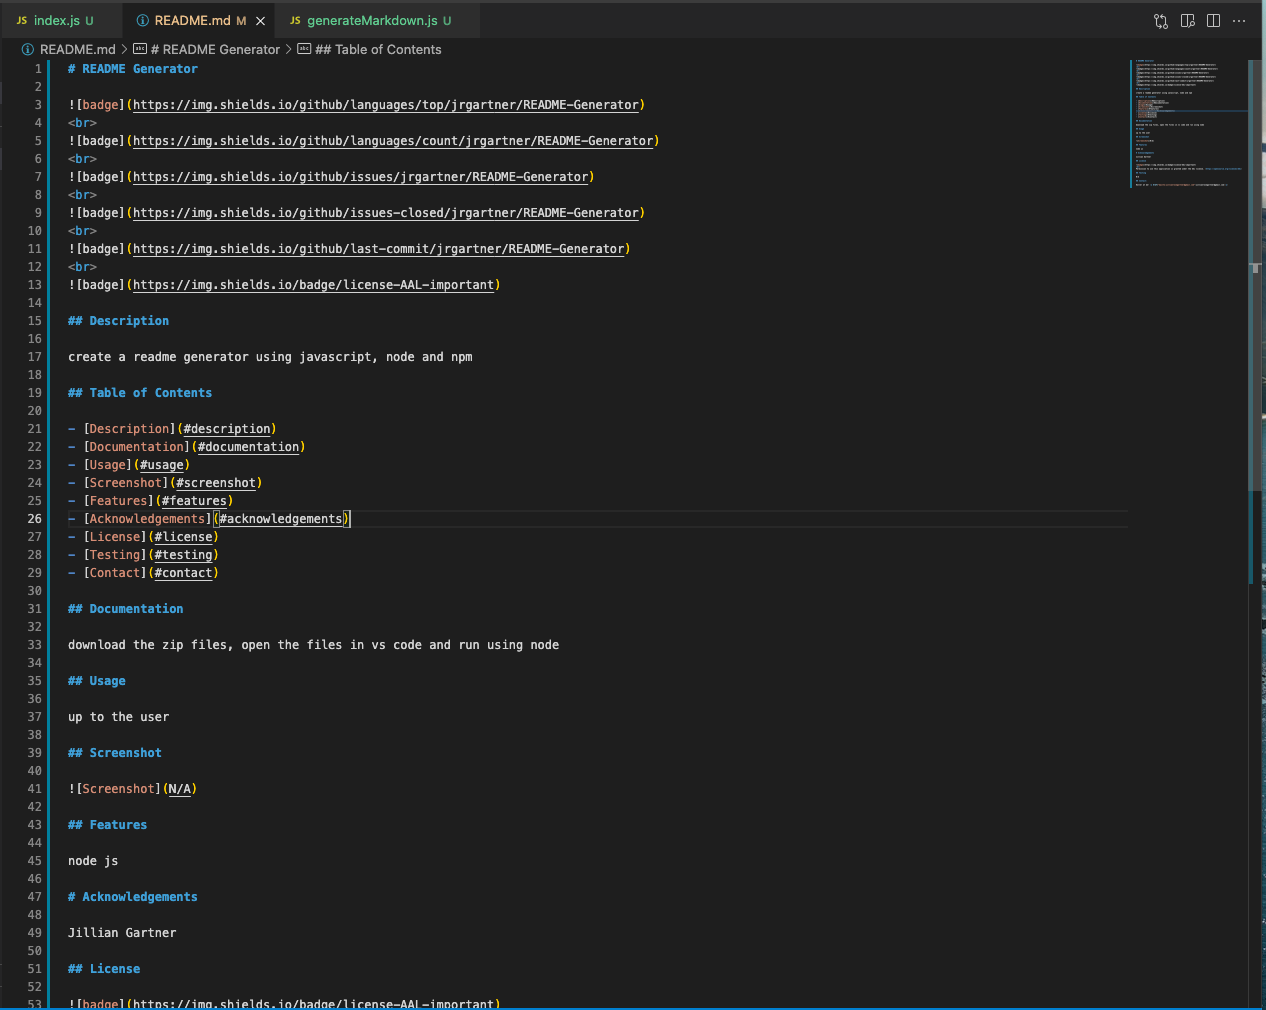 JS index.js U
README.md M
JS generateMarkdown.js U
README.md > # README Generator > ## Table of Contents
1 # README Generator
2
3 ![badge](https://img.shields.io/github/languages/top/jrgartner/README-Generator)
4 <br>
5 ![badge](https://img.shields.io/github/languages/count/jrgartner/README-Generator)
6 <br>
7 ![badge](https://img.shields.io/github/issues/jrgartner/README-Generator)
8 <br>
9 ![badge](https://img.shields.io/github/issues-closed/jrgartner/README-Generator)
10 <br>
11 ![badge](https://img.shields.io/github/last-commit/jrgartner/README-Generator)
12 <br>
13 ![badge](https://img.shields.io/badge/license-AAL-important)
14
15 ## Description
16
17 create a readme generator using javascript, node and npm
18
19 ## Table of Contents
20
21 - [Description](#description)
22 - [Documentation](#documentation)
23 - [Usage](#usage)
24 - [Screenshot](#screenshot)
25 - [Features](#features)
26 - [Acknowledgements](#acknowledgements)
27 - [License](#license)
28 - [Testing](#testing)
29 - [Contact](#contact)
30
31 ## Documentation
32
33 download the zip files, open the files in vs code and run using node
34
35 ## Usage
36
37 up to the user
38
39 ## Screenshot
40
41 ![Screenshot](N/A)
42
43 ## Features
44
45 node js
46
47 # Acknowledgements
48
49 Jillian Gartner
50
51 ## License
52
53 ![badge](https://img.shields.io/badge/license-AAL-important)